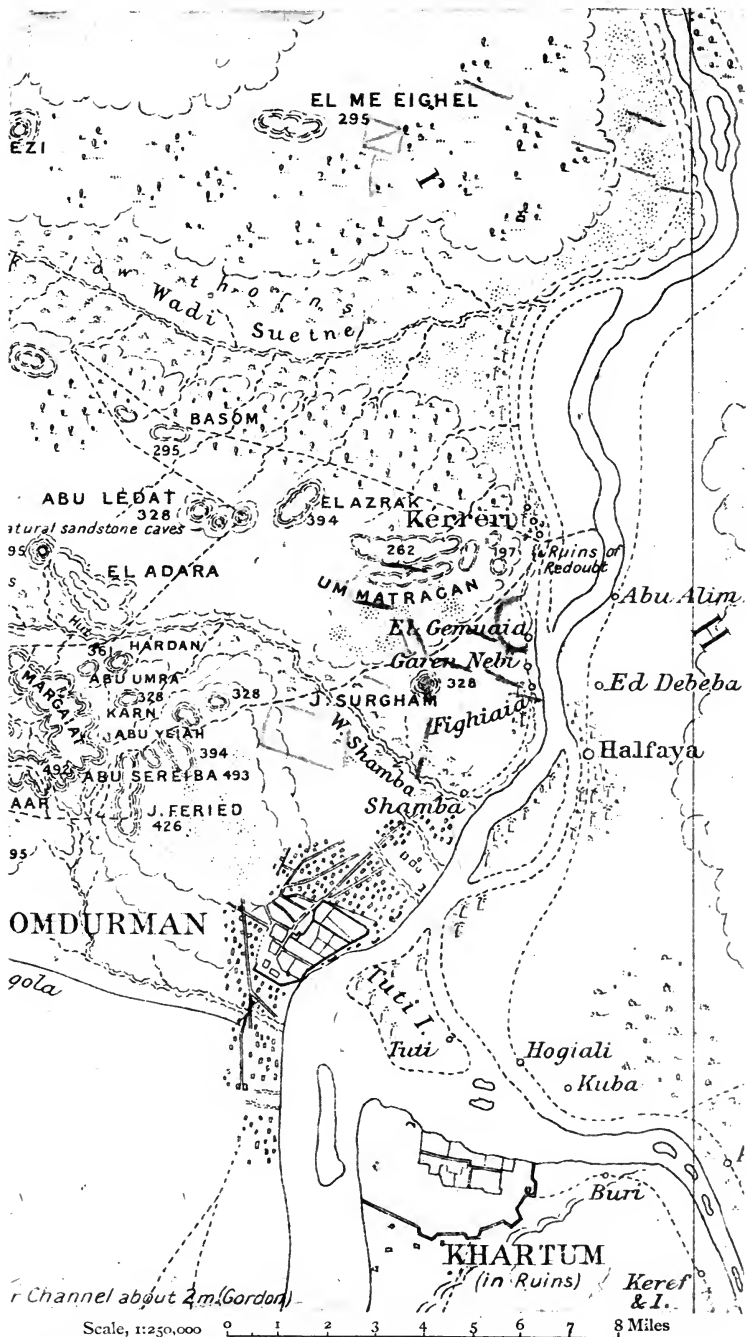 EL ME EIGHEL
295
EZI
thorns
Wadi Suetne
BASOM
295
ABU LEDAT
328
EL AZRAK
394
Kerreri
atural sandstone caves
95
262
197
Ruins of
Redoubt
EL ADARA
UM MATRAGAN
Abu Alim
H
El Gemuaia
HARDAN
361
Garen Nebi
ABU UMRA
328
328
J. SURGHAM
328
Ed Debeba
MARGAAT
KARN
Fighiaia
ABU YEIAH
394
W. Shamba
Halfaya
492
ABU SEREIBA 493
AAR
J. FERIED
426
Shamba
95
OMDURMAN
gola
Tuti I.
Tuti
Hogiali
Kuba
Buri
KHARTUM
(in Ruins)
Keref
& I.
r Channel about 2 m. (Gordon)
Scale, 1:250,000 0 1 2 3 4 5 6 7 8 Miles